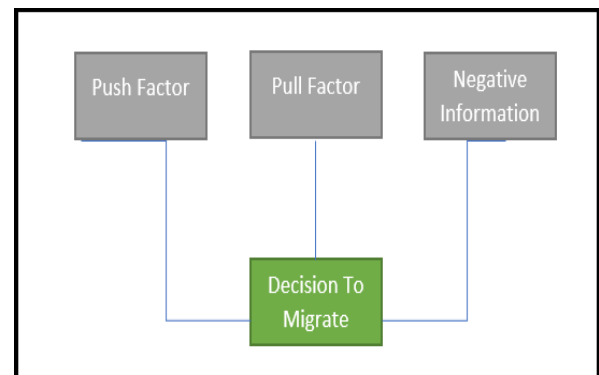 Push Factor
Pull Factor
Negative
Information
Decision To
Migrate